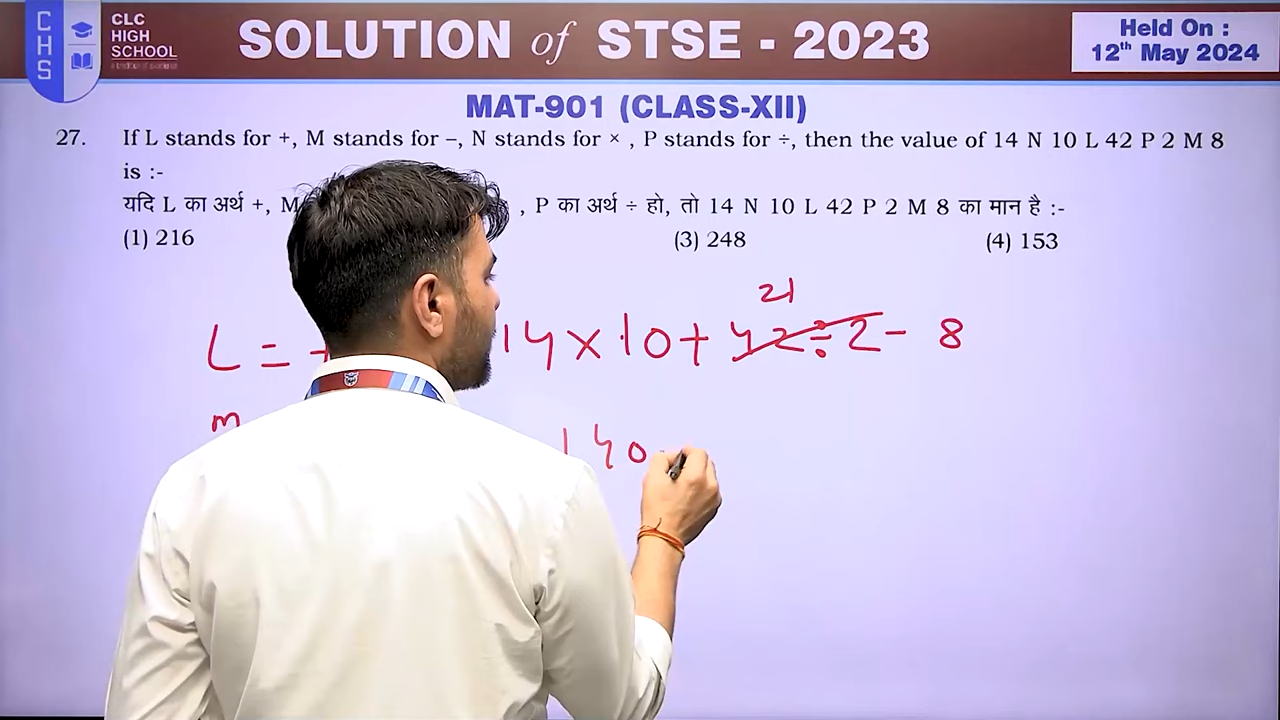 CHS
CLC
HIGH
SCHOOL
SOLUTION of STSE - 2023
Held On :
12th May 2024
MAT-901 (CLASS-XII)
27. If L stands for +, M stands for –, N stands for × , P stands for ÷, then the value of 14 N 10 L 42 P 2 M 8
is :-
यदि L का अर्थ +, M , P का अर्थ ÷ हो, तो 14 N 10 L 42 P 2 M 8 का मान है :-
(1) 216 (3) 248 (4) 153
21
L = + 14 × 10 + 42 ÷ 2 - 8
m 140